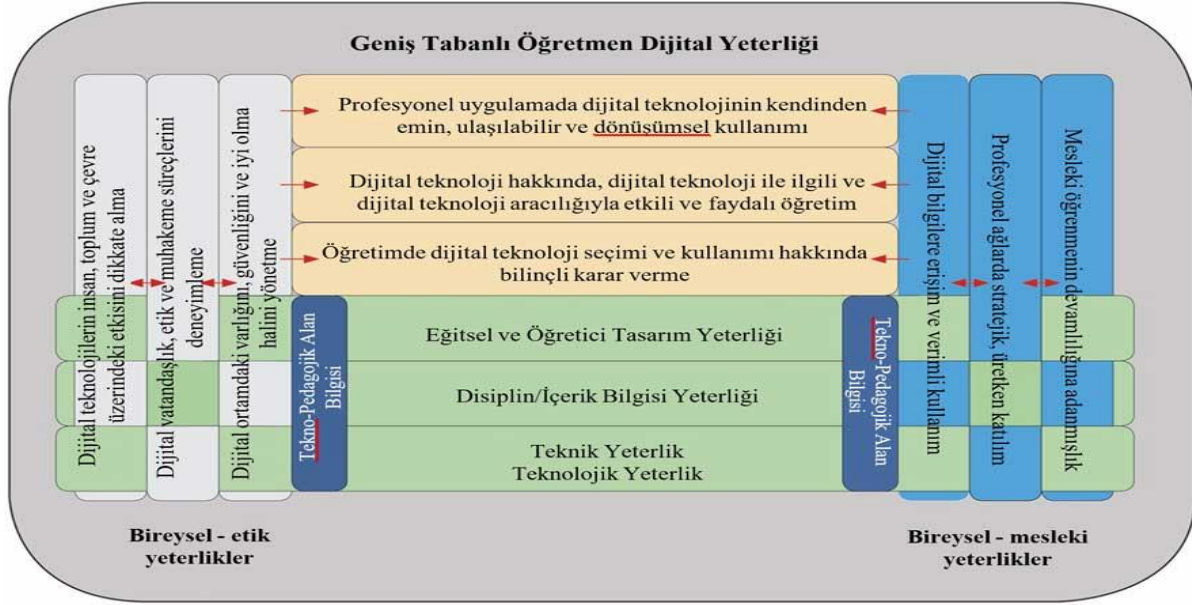 Geniş Tabanlı Öğretmen Dijital Yeterliği
Dijital teknolojilerin insan, toplum ve çevre
üzerindeki etkisini dikkate alma
Dijital vatandaşlık, etik ve muhakeme süreçlerini
deneyimleme
Dijital ortamdaki varlığını, güvenliğini ve iyi olma
halini yönetme
Profesyonel uygulamada dijital teknolojinin kendinden
emin, ulaşılabilir ve dönüşümsel kullanımı
Dijital teknoloji hakkında, dijital teknoloji ile ilgili ve
dijital teknoloji aracılığıyla etkili ve faydalı öğretim
Öğretimde dijital teknoloji seçimi ve kullanımı hakkında
bilinçli karar verme
Tekno-Pedagojik Alan
Bilgisi
Eğitsel ve Öğretici Tasarım Yeterliği
Disiplin/İçerik Bilgisi Yeterliği
Teknik Yeterlik
Teknolojik Yeterlik
Tekno-Pedagojik Alan
Bilgisi
Dijital bilgilere erişim ve verimli kullanım
Profesyonel ağlarda stratejik, üretken katılım
Mesleki öğrenmenin devamlılığına adanmışlık
Bireysel - etik
yeterlikler
Bireysel - mesleki
yeterlikler